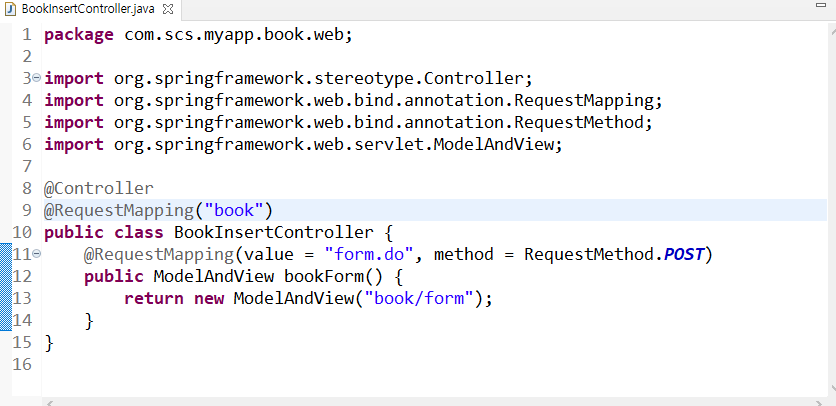 BookInsertController.java
1 package com.scs.myapp.book.web;
2
3 import org.springframework.stereotype.Controller;
4 import org.springframework.web.bind.annotation.RequestMapping;
5 import org.springframework.web.bind.annotation.RequestMethod;
6 import org.springframework.web.servlet.ModelAndView;
7
8 @Controller
9 @RequestMapping("book")
10 public class BookInsertController {
11     @RequestMapping(value = "form.do", method = RequestMethod.POST)
12     public ModelAndView bookForm() {
13         return new ModelAndView("book/form");
14     }
15 }
16